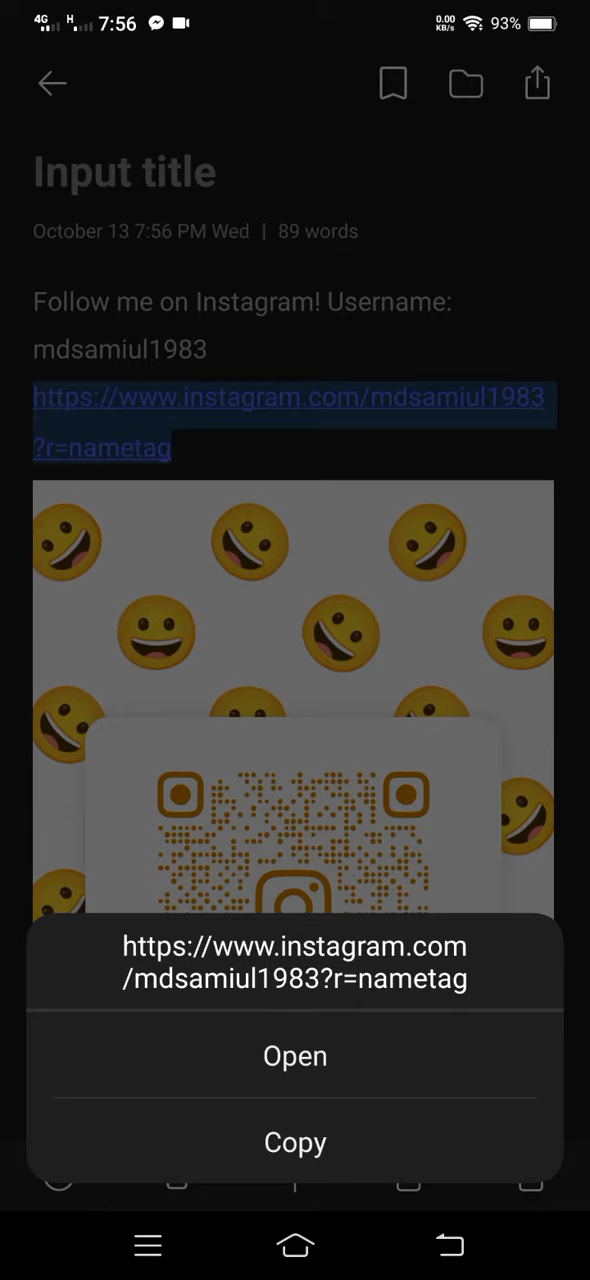 4G H 7:56 0.00 KB/s 93%
Input title
October 13 7:56 PM Wed | 89 words
Follow me on Instagram! Username:
mdsamiul1983
https://www.instagram.com/mdsamiul1983
?r=nametag
https://www.instagram.com
/mdsamiul1983?r=nametag
Open
Copy